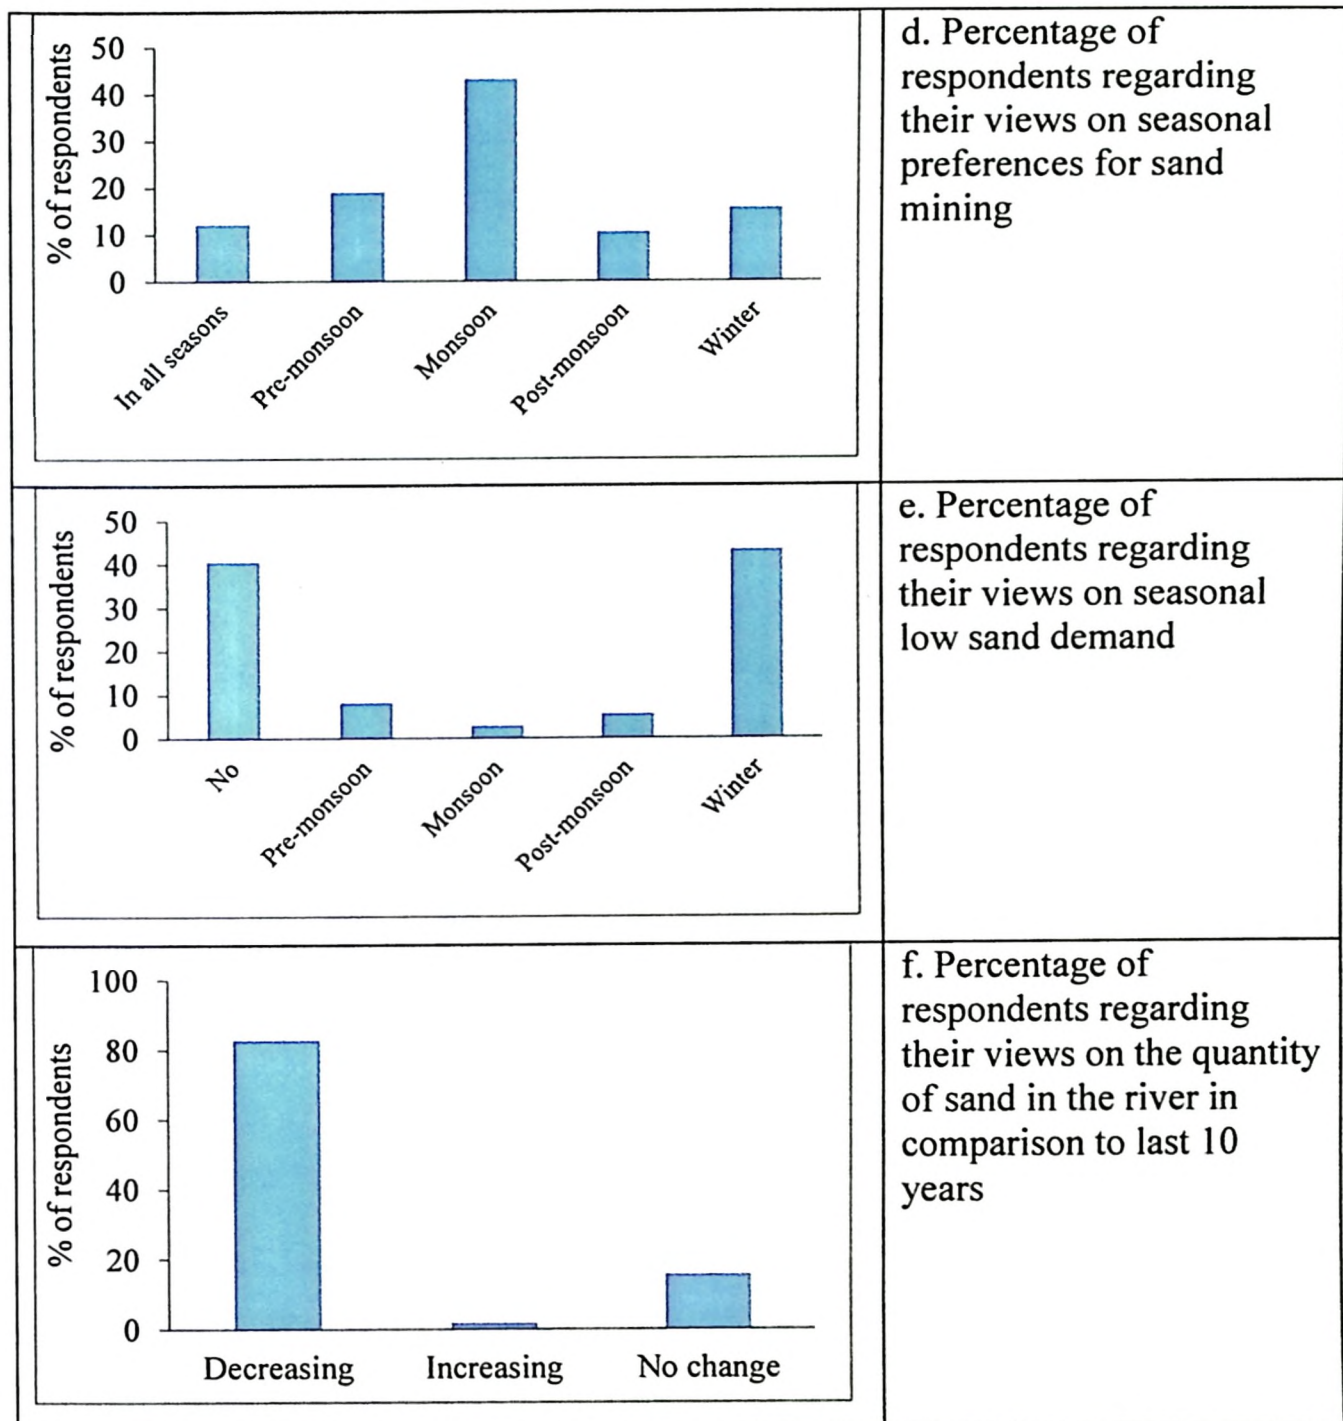 % of respondents
50
40
30
20
10
0
In all seasons
Pre-monsoon
Monsoon
Post-monsoon
Winter
d. Percentage of
respondents regarding
their views on seasonal
preferences for sand
mining
% of respondents
50
40
30
20
10
0
No
Pre-monsoon
Monsoon
Post-monsoon
Winter
e. Percentage of
respondents regarding
their views on seasonal
low sand demand
% of respondents
100
80
60
40
20
0
Decreasing
Increasing
No change
f. Percentage of
respondents regarding
their views on the quantity
of sand in the river in
comparison to last 10
years